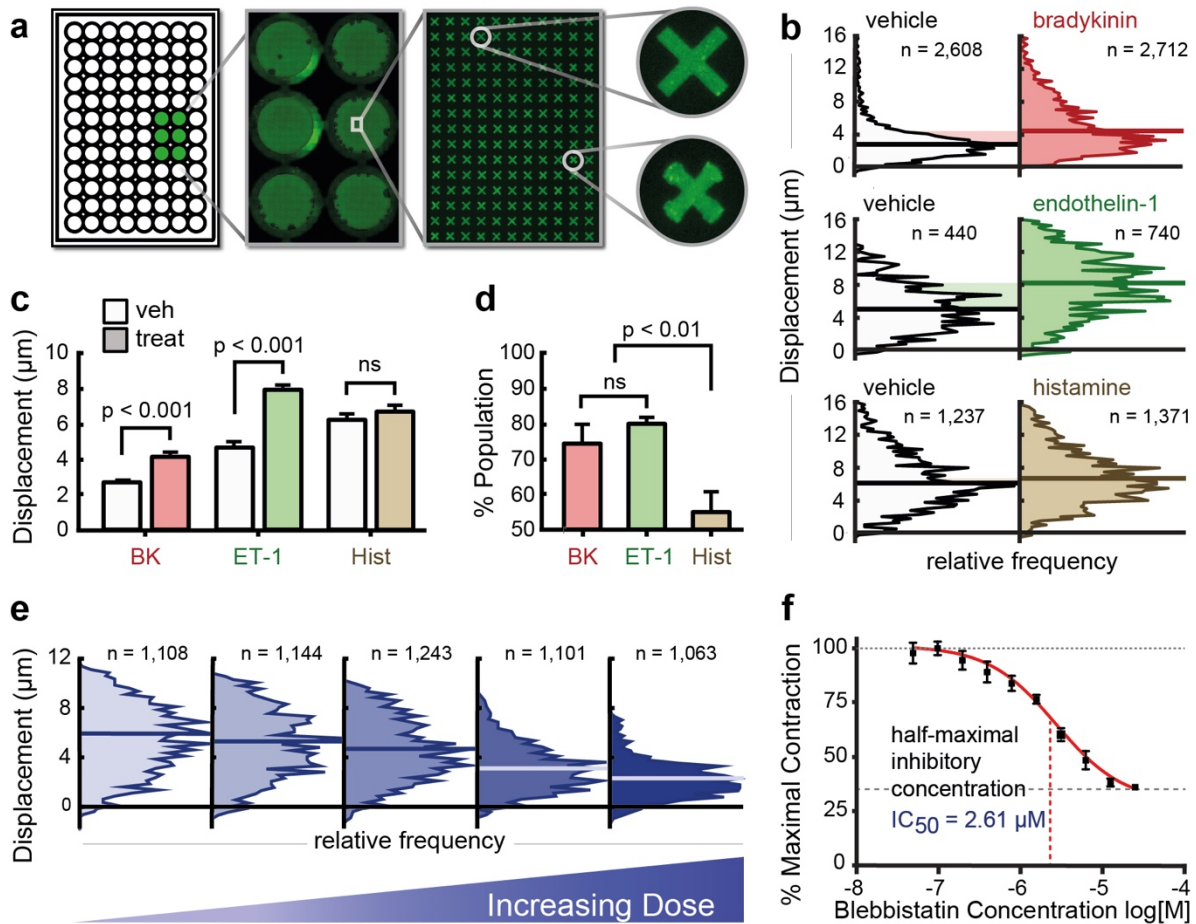 a
b
vehicle
bradykinin
n = 2,608
n = 2,712
16
12
8
4
0
vehicle
endothelin-1
n = 440
n = 740
16
12
8
4
0
Displacement (µm)
vehicle
histamine
n = 1,237
n = 1,371
16
12
8
4
0
-8
-7
-6
-5
-4
relative frequency
c
veh
treat
Displacement (µm)
10
8
6
4
2
0
p < 0.001
p < 0.001
ns
BK
ET-1
Hist
d
% Population
100
90
80
70
60
50
p < 0.01
ns
BK
ET-1
Hist
e
Displacement (µm)
12
8
4
0
n = 1,108
n = 1,144
n = 1,243
n = 1,101
n = 1,063
relative frequency
Increasing Dose
f
% Maximal Contraction
100
75
50
25
0
half-maximal
inhibitory
concentration
IC50 = 2.61 µM
-8
-7
-6
-5
-4
Blebbistatin Concentration log[M]